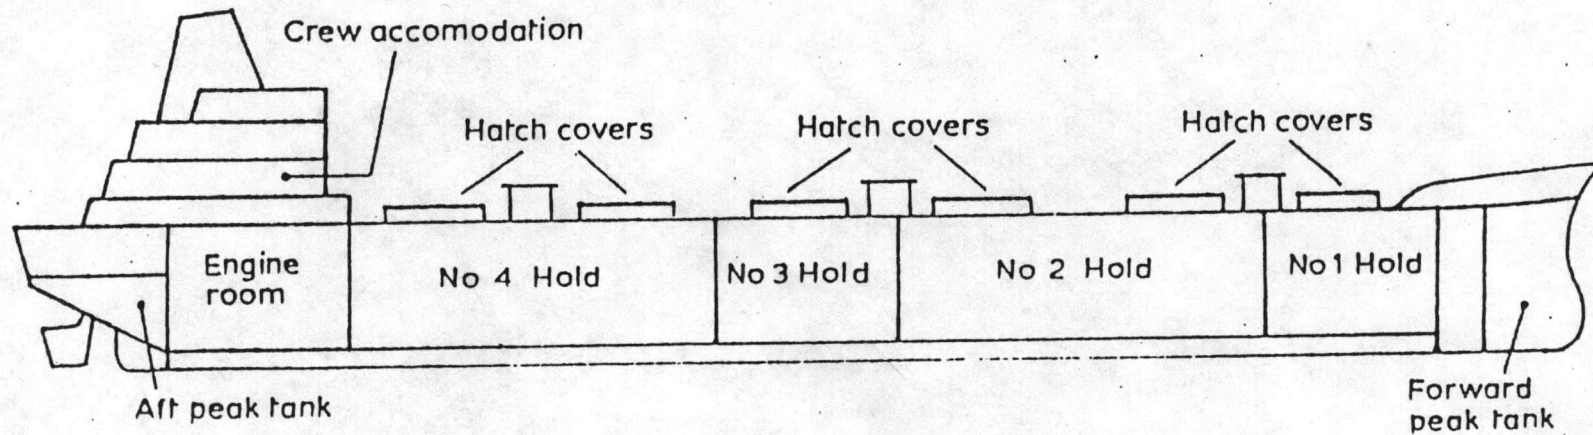 Crew accomodation
Hatch covers
Hatch covers
Hatch covers
Engine
room
No 4 Hold
No 3 Hold
No 2 Hold
No 1 Hold
Aft peak tank
Forward
peak tank